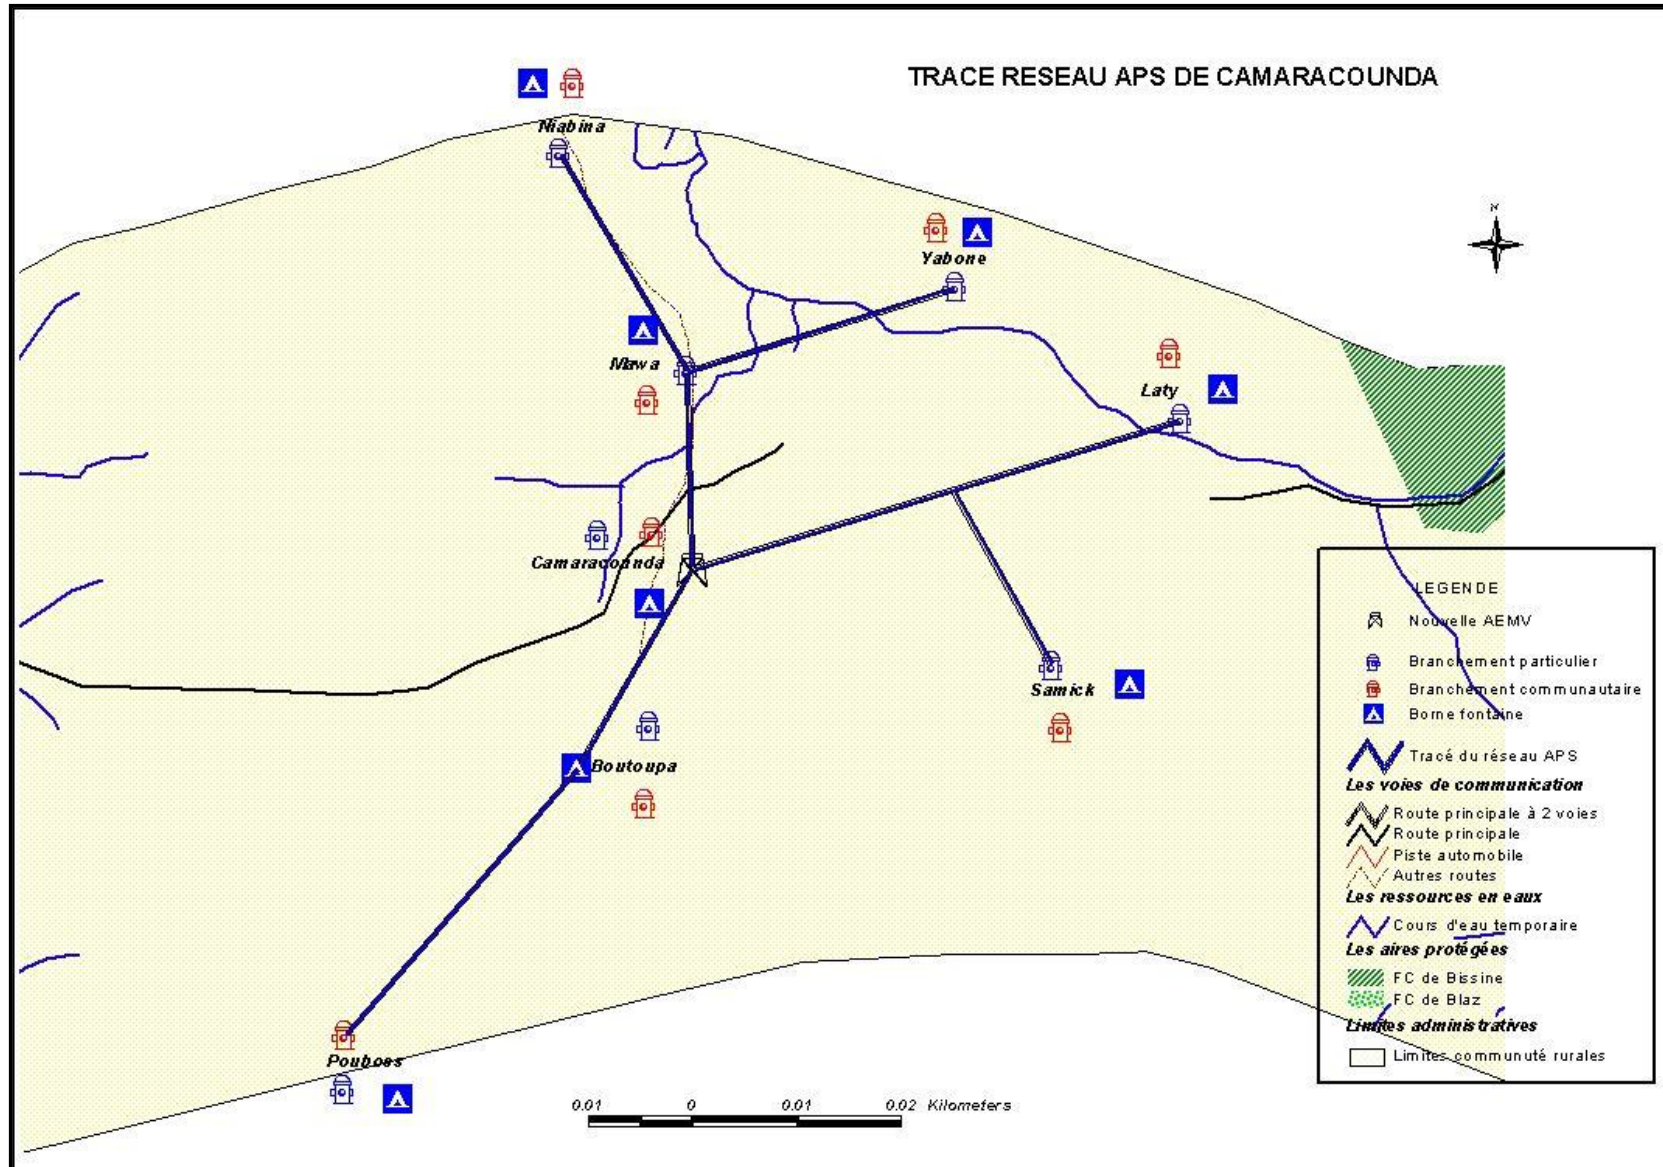 TRACE RESEAU APS DE CAMARACOUNDA
Niabina
N
Yabone
Mawa
Laty
Camaracounda
Samick
Boutoupa
Pouboss
LEGENDE
Nouvelle AEMV
Branchement particulier
Branchement communautaire
Borne fontaine
Tracé du réseau APS
Les voies de communication
Route principale à 2 voies
Route principale
Piste automobile
Autres routes
Les ressources en eaux
Cours d'eau temporaire
Les aires protégées
FC de Bissine
FC de Blaz
Limites administratives
Limites communuté rurales
0.01 0 0.01 0.02 Kilometers